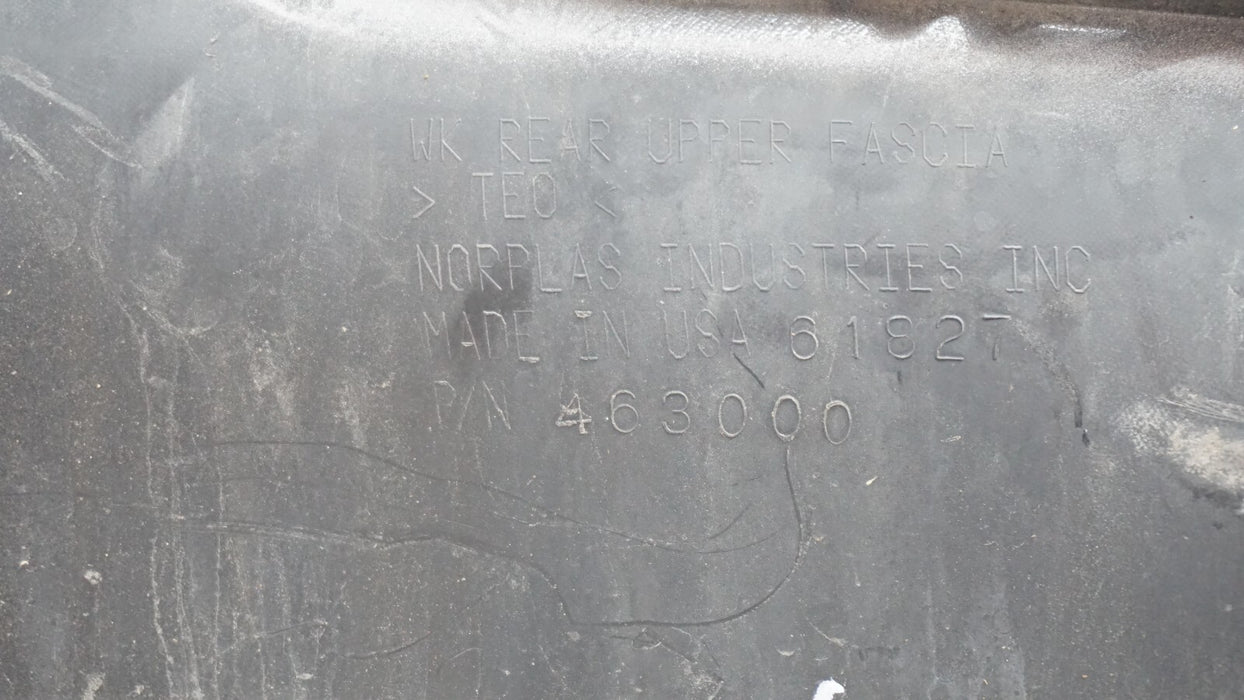 WK REAR UPPER FASCIA
> TEO <
NORPLAS INDUSTRIES INC
MADE IN USA 61827
P/N 463000